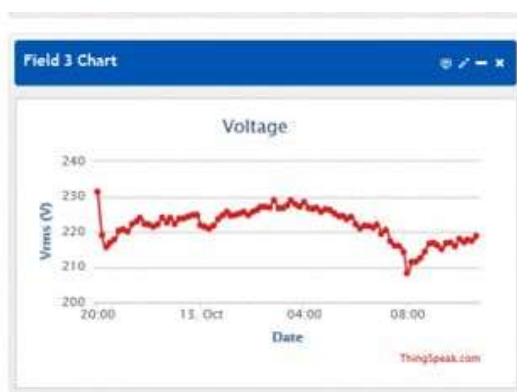 Field 3 Chart
Voltage
240
230
220
210
200
Vrms (V)
20:00
15. Oct
04:00
08:00
Date
ThingSpeak.com